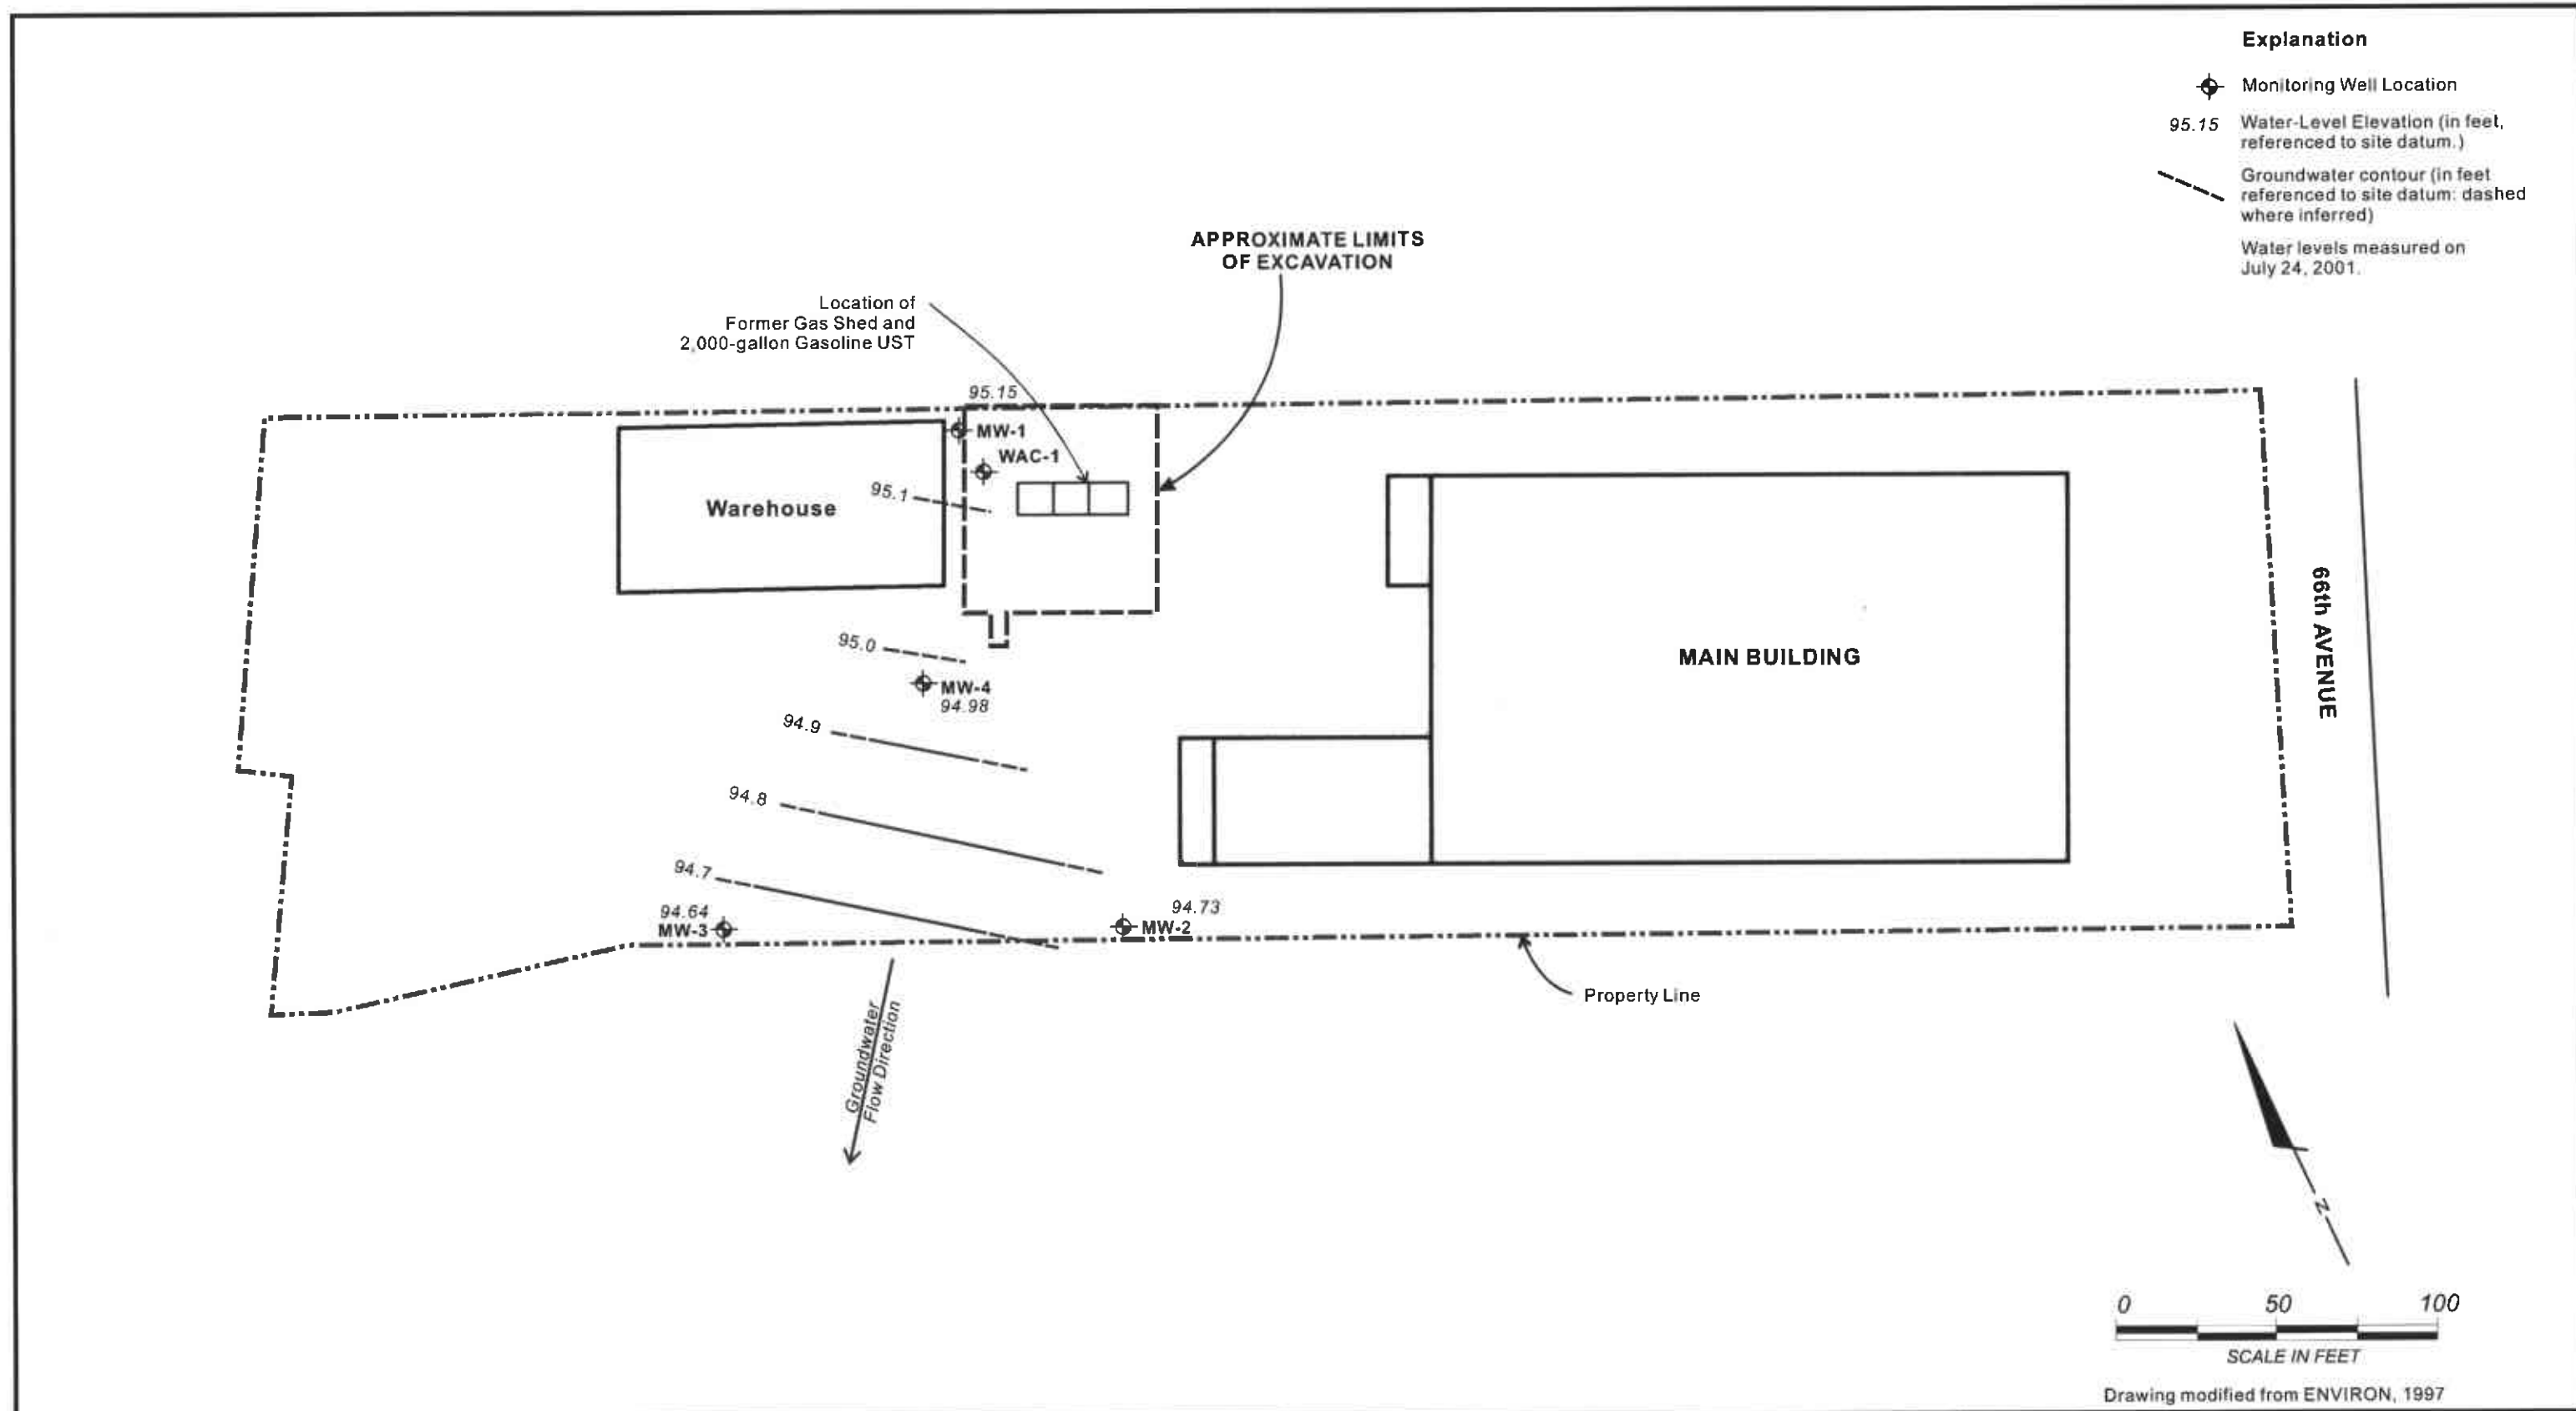 Explanation
Monitoring Well Location
95.15
Water-Level Elevation (in feet,
referenced to site datum.)
Groundwater contour (in feet
referenced to site datum: dashed
where inferred)
Water levels measured on
July 24, 2001.
APPROXIMATE LIMITS
OF EXCAVATION
Location of
Former Gas Shed and
2,000-gallon Gasoline UST
95.15
MW-1
WAC-1
95.1
Warehouse
95.0
MW-4
94.98
94.9
94.8
94.7
94.64
MW-3
94.73
MW-2
MAIN BUILDING
66th AVENUE
Property Line
Groundwater
Flow Direction
N
0 50 100
SCALE IN FEET
Drawing modified from ENVIRON, 1997